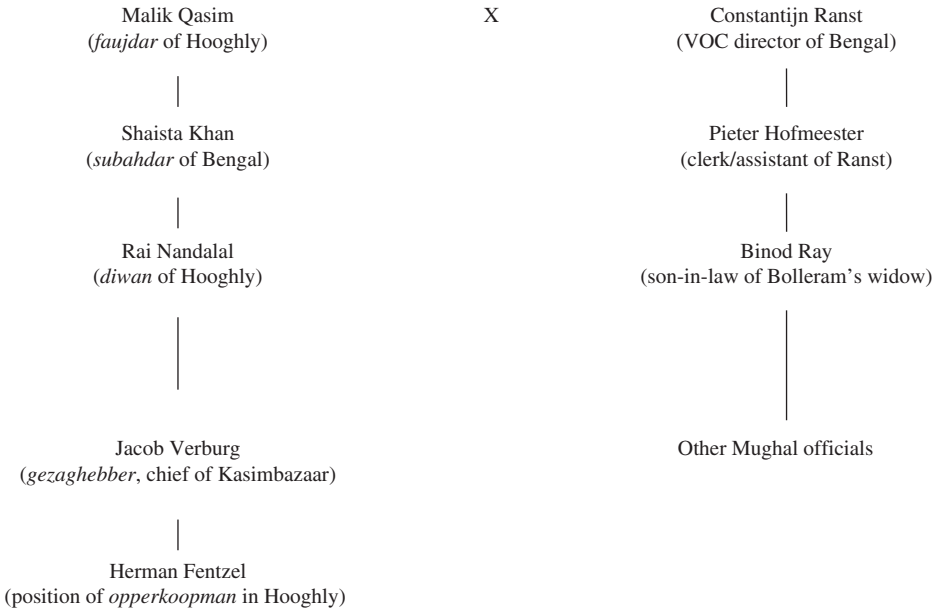 Malik Qasim
(faujdar of Hooghly)
X
Constantijn Ranst
(VOC director of Bengal)
Shaista Khan
(subahdar of Bengal)
Pieter Hofmeester
(clerk/assistant of Ranst)
Rai Nandalal
(diwan of Hooghly)
Binod Ray
(son-in-law of Bolleram’s widow)
Jacob Verburg
(gezaghebber, chief of Kasimbazaar)
Other Mughal officials
Herman Fentzel
(position of opperkoopman in Hooghly)